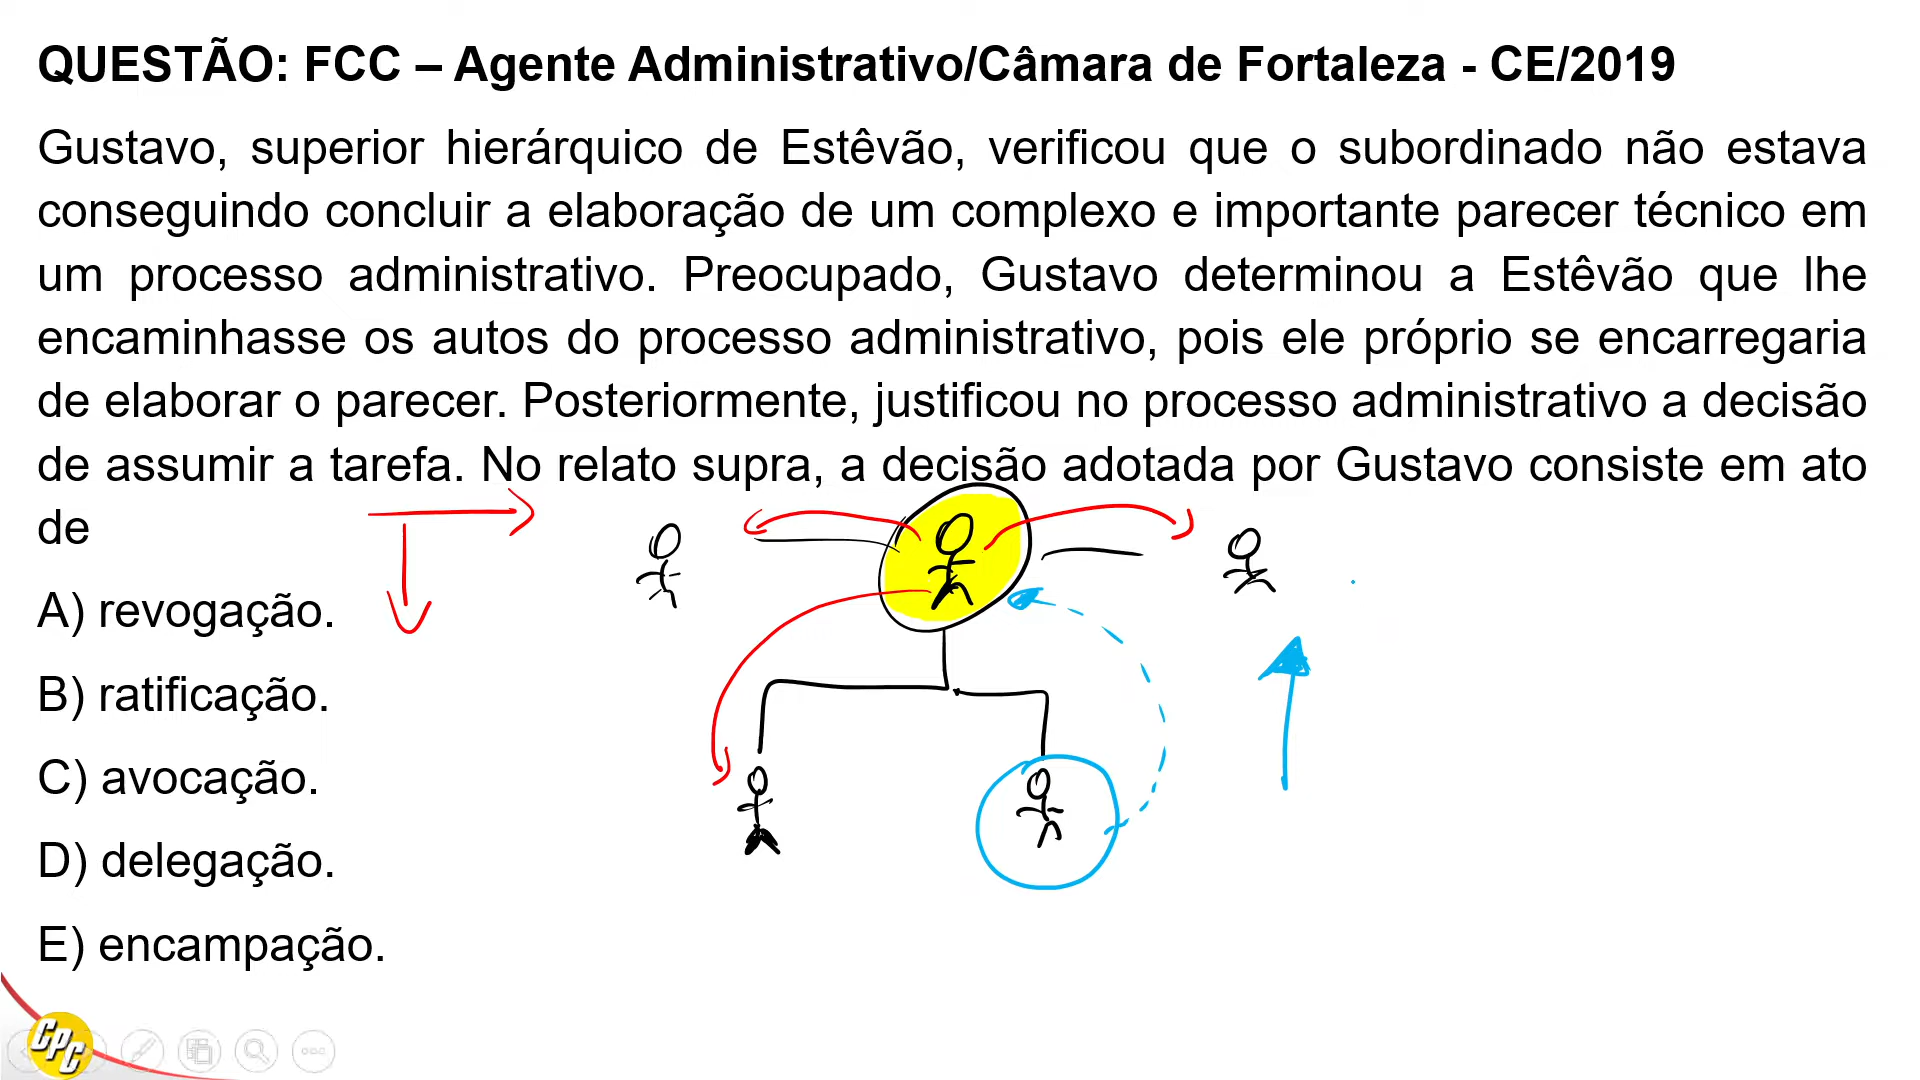 QUESTÃO: FCC – Agente Administrativo/Câmara de Fortaleza - CE/2019
Gustavo, superior hierárquico de Estêvão, verificou que o subordinado não estava
conseguindo concluir a elaboração de um complexo e importante parecer técnico em
um processo administrativo. Preocupado, Gustavo determinou a Estêvão que lhe
encaminhasse os autos do processo administrativo, pois ele próprio se encarregaria
de elaborar o parecer. Posteriormente, justificou no processo administrativo a decisão
de assumir a tarefa. No relato supra, a decisão adotada por Gustavo consiste em ato
de
A) revogação.
B) ratificação.
C) avocação.
D) delegação.
E) encampação.
CPC